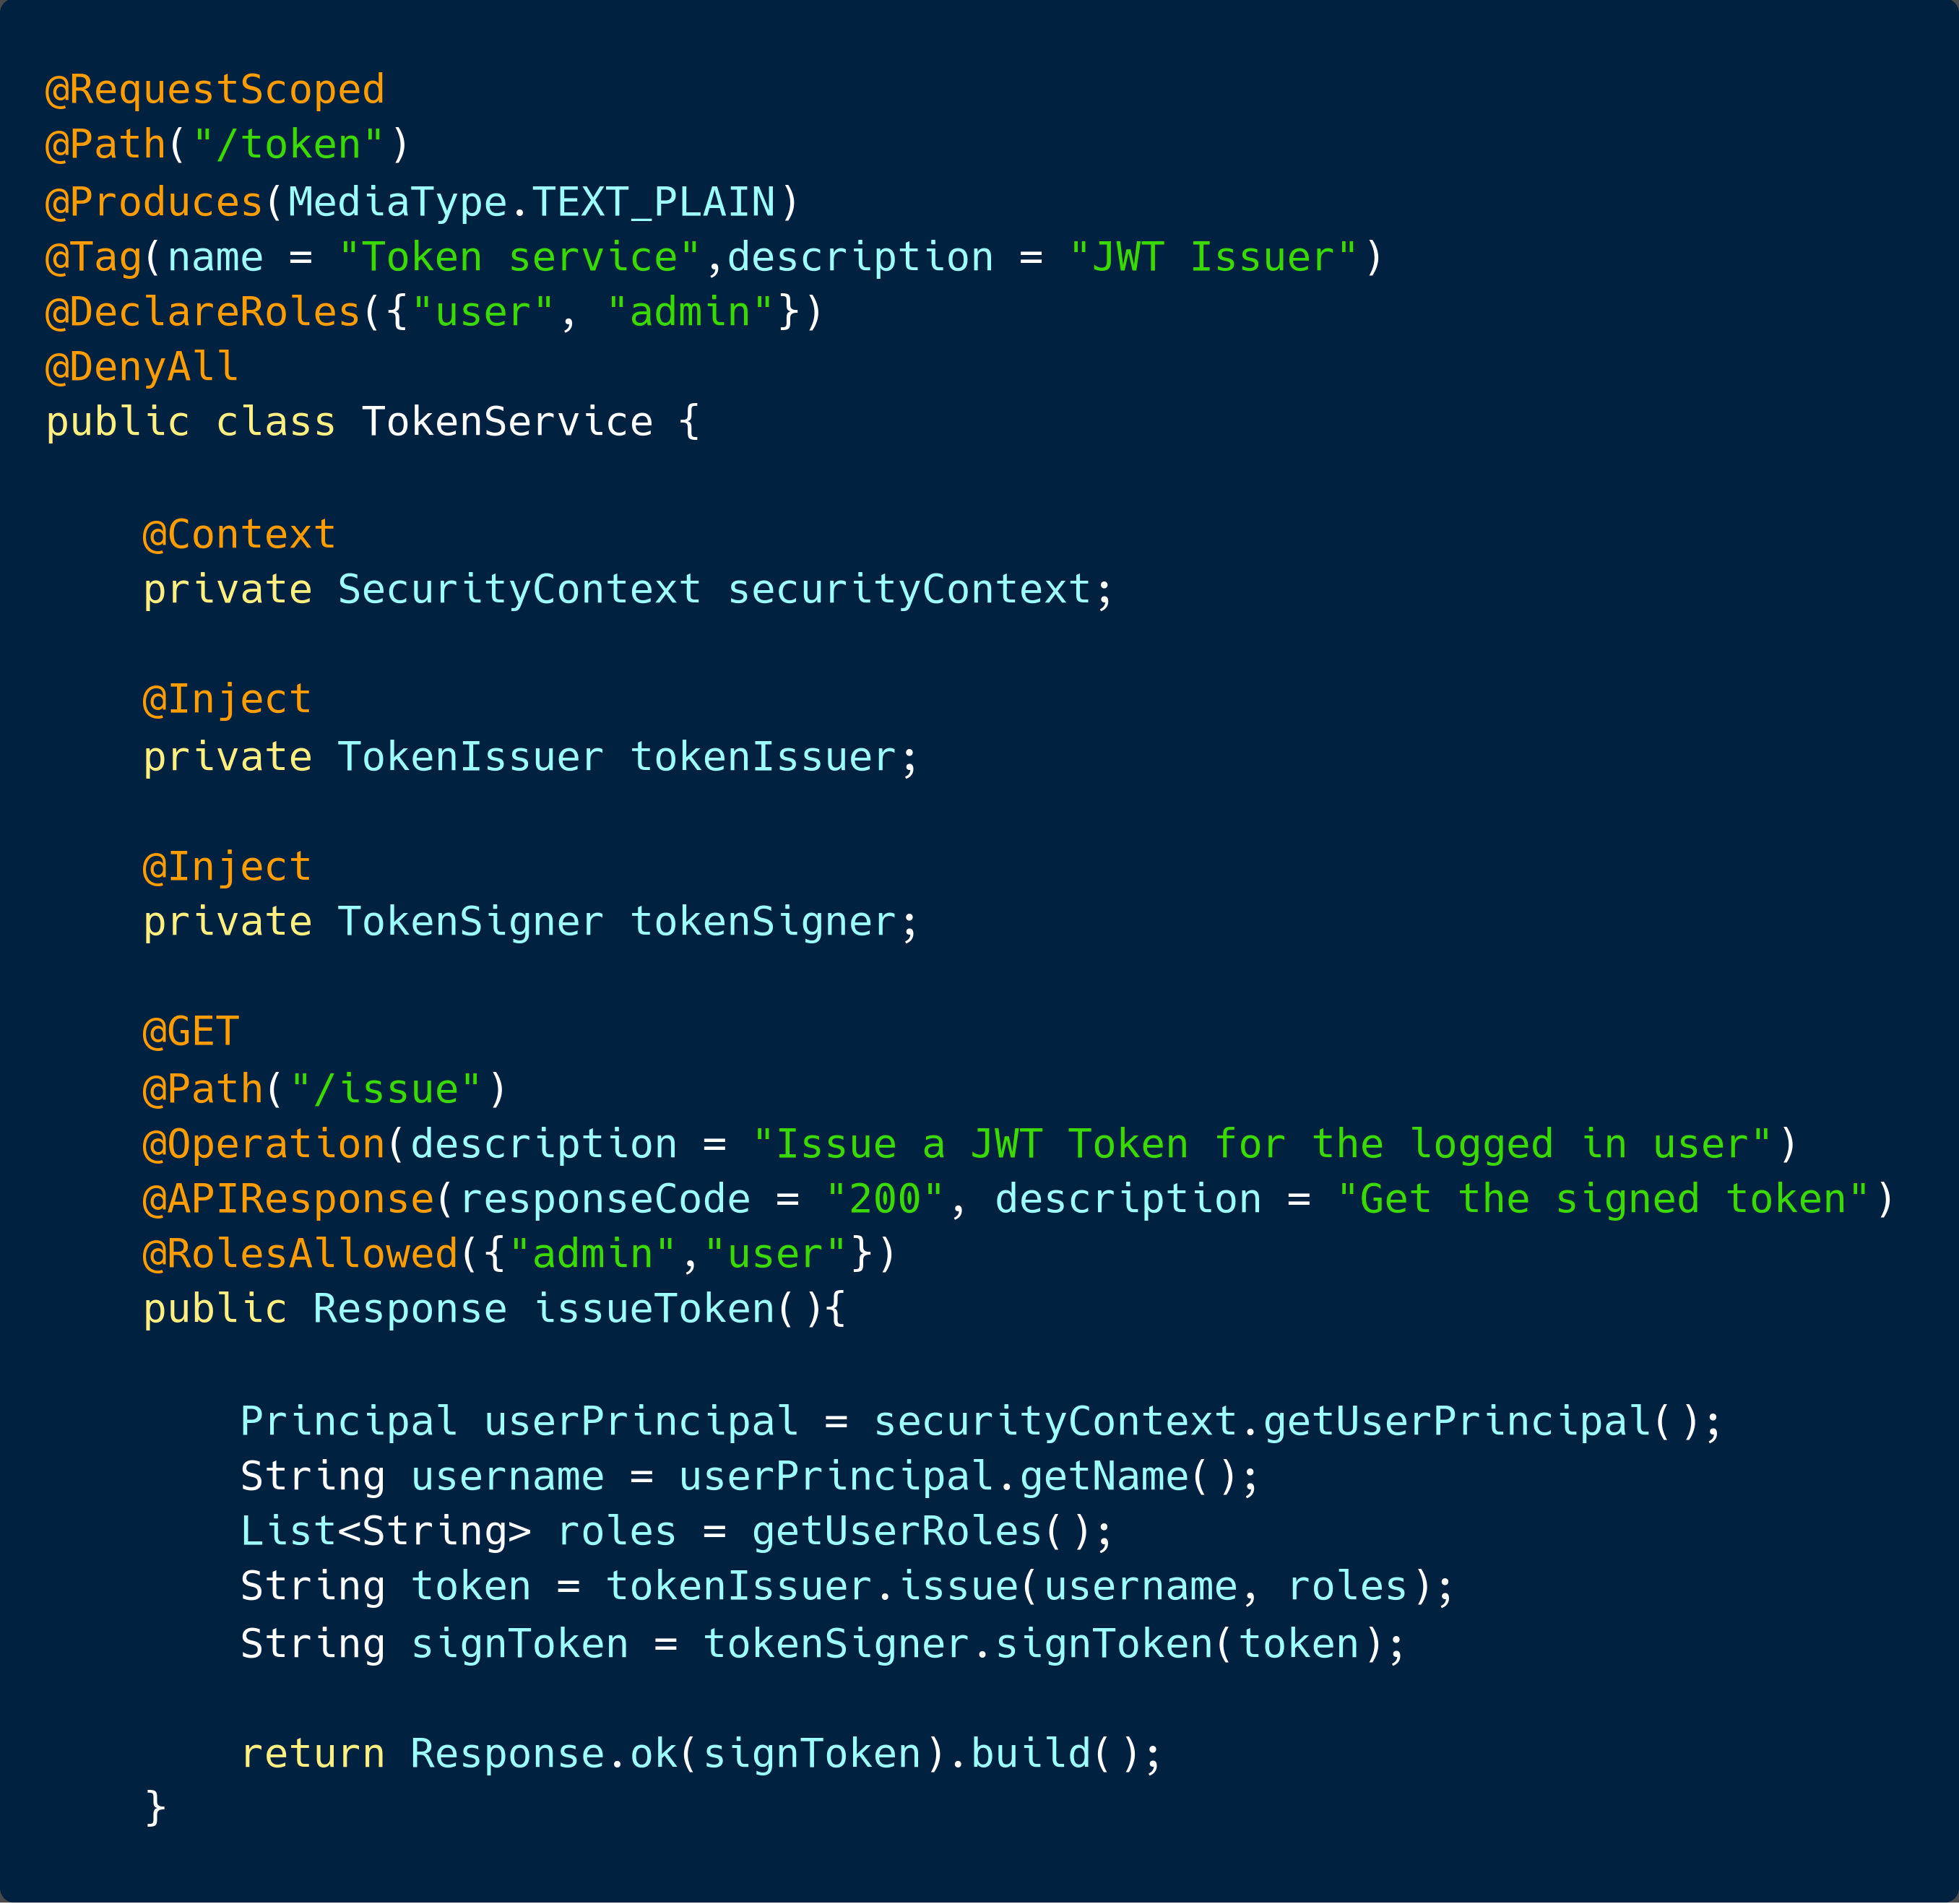 @RequestScoped
@Path("/token")
@Produces(MediaType.TEXT_PLAIN)
@Tag(name = "Token service",description = "JWT Issuer")
@DeclareRoles({"user", "admin"})
@DenyAll
public class TokenService {
    @Context
    private SecurityContext securityContext;
    @Inject
    private TokenIssuer tokenIssuer;
    @Inject
    private TokenSigner tokenSigner;
    @GET
    @Path("/issue")
    @Operation(description = "Issue a JWT Token for the logged in user")
    @APIResponse(responseCode = "200", description = "Get the signed token")
    @RolesAllowed({"admin","user"})
    public Response issueToken(){
        Principal userPrincipal = securityContext.getUserPrincipal();
        String username = userPrincipal.getName();
        List<String> roles = getUserRoles();
        String token = tokenIssuer.issue(username, roles);
        String signToken = tokenSigner.signToken(token);
        return Response.ok(signToken).build();
    }